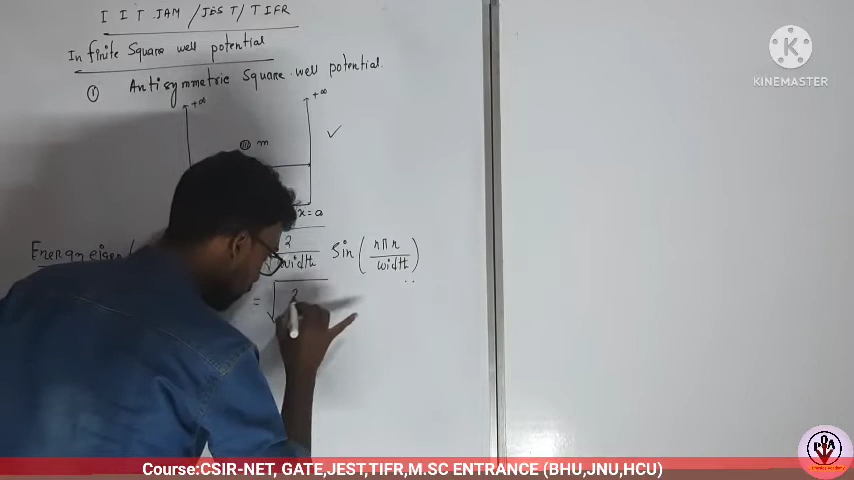 I I T JAM /JEST/ TIFR
Infinite Square well potential
① Antisymmetric Square well potential.
+∞ +∞
m ✓
x=a
Energy eigen
√ 2 / width Sin ( nπx / width )
= √ 2
K
KINEMASTER
Course:CSIR-NET, GATE,JEST,TIFR,M.SC ENTRANCE (BHU,JNU,HCU)